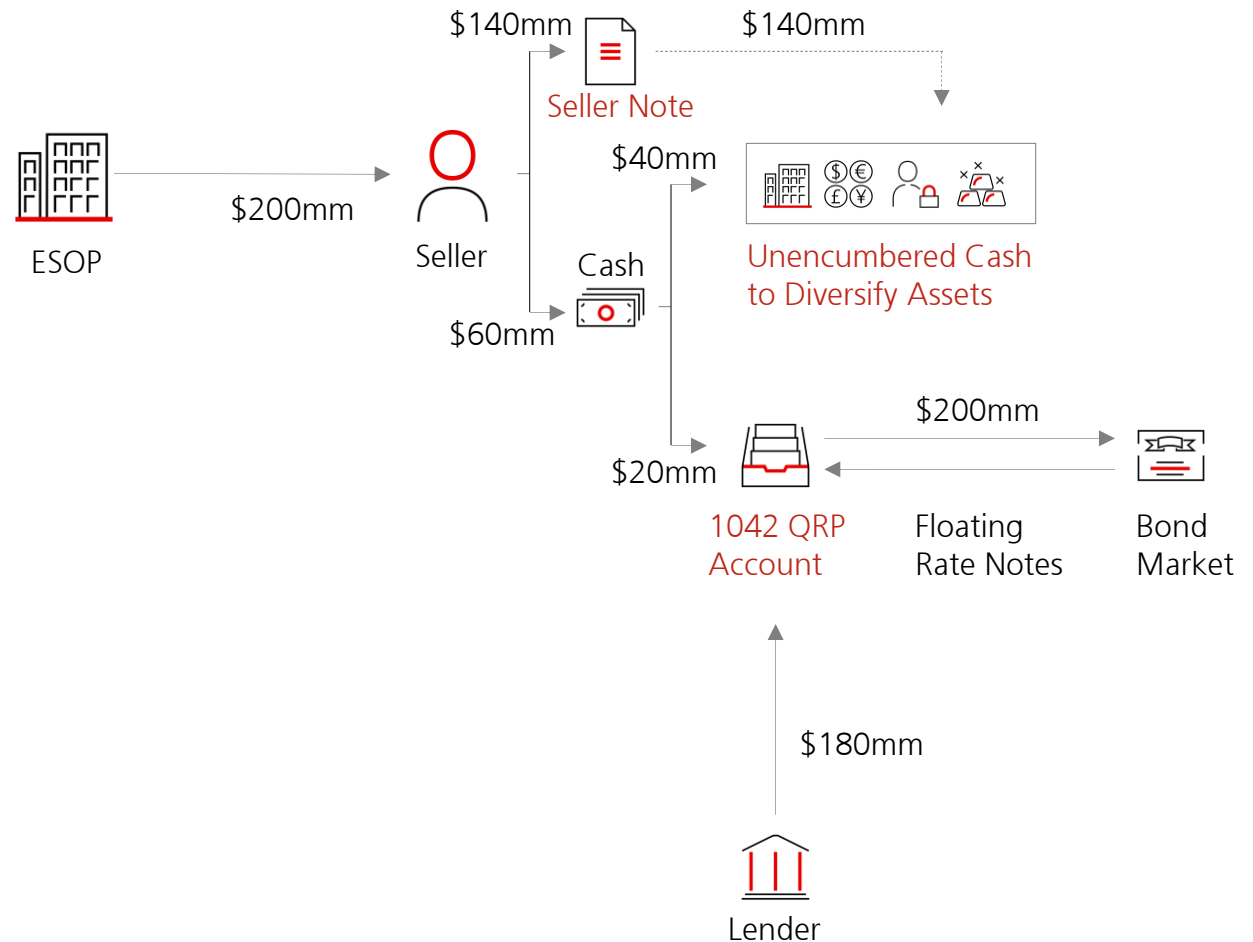 $140mm
$140mm
Seller Note
$40mm
$200mm
ESOP
Seller
Cash
$60mm
$ €
£ ¥
Unencumbered Cash
to Diversify Assets
$20mm
$200mm
1042 QRP
Account
Floating
Rate Notes
Bond
Market
$180mm
Lender